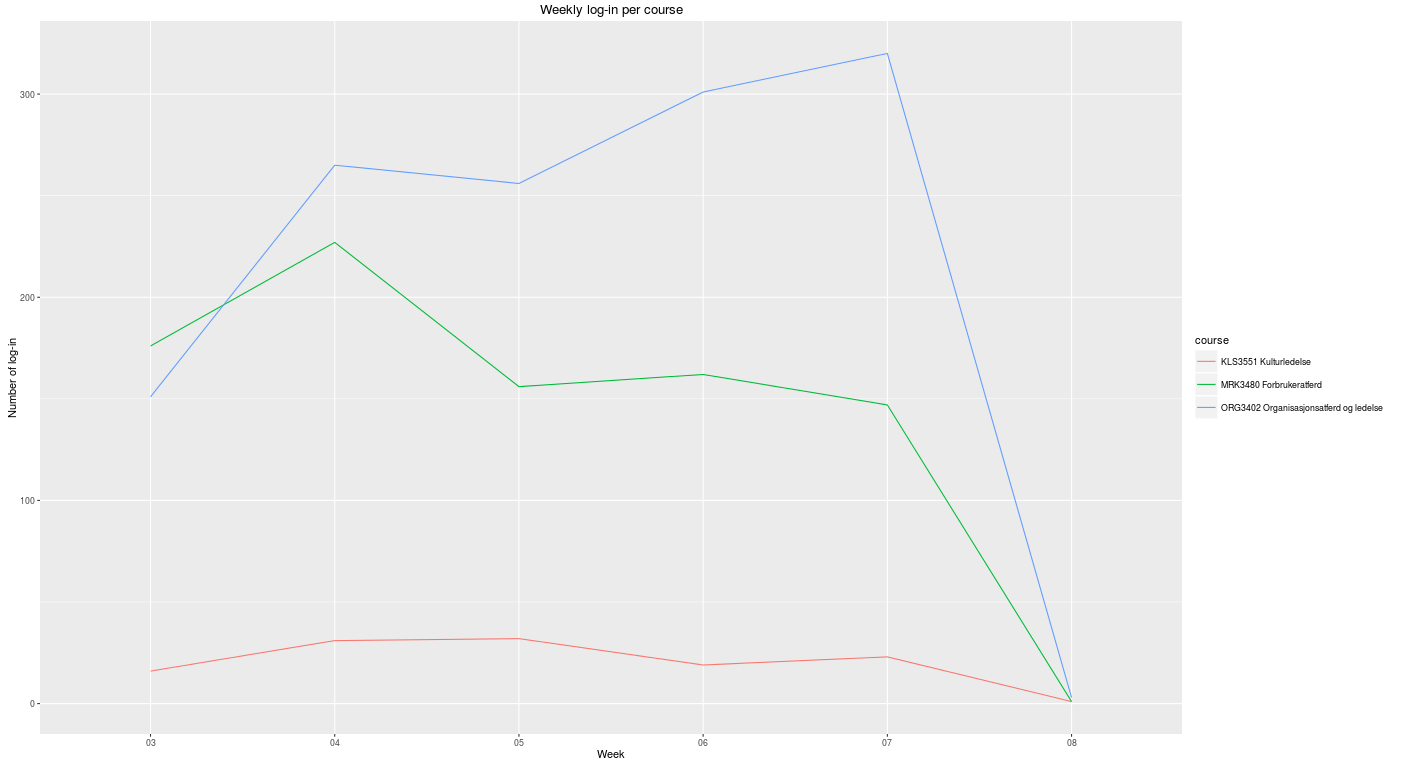 Weekly log-in per course
Number of log-in
300
200
100
0
03 04 05 06 07 08
Week
course
KLS3551 Kulturledelse
MRK3480 Forbrukeratferd
ORG3402 Organisasjonsatferd og ledelse